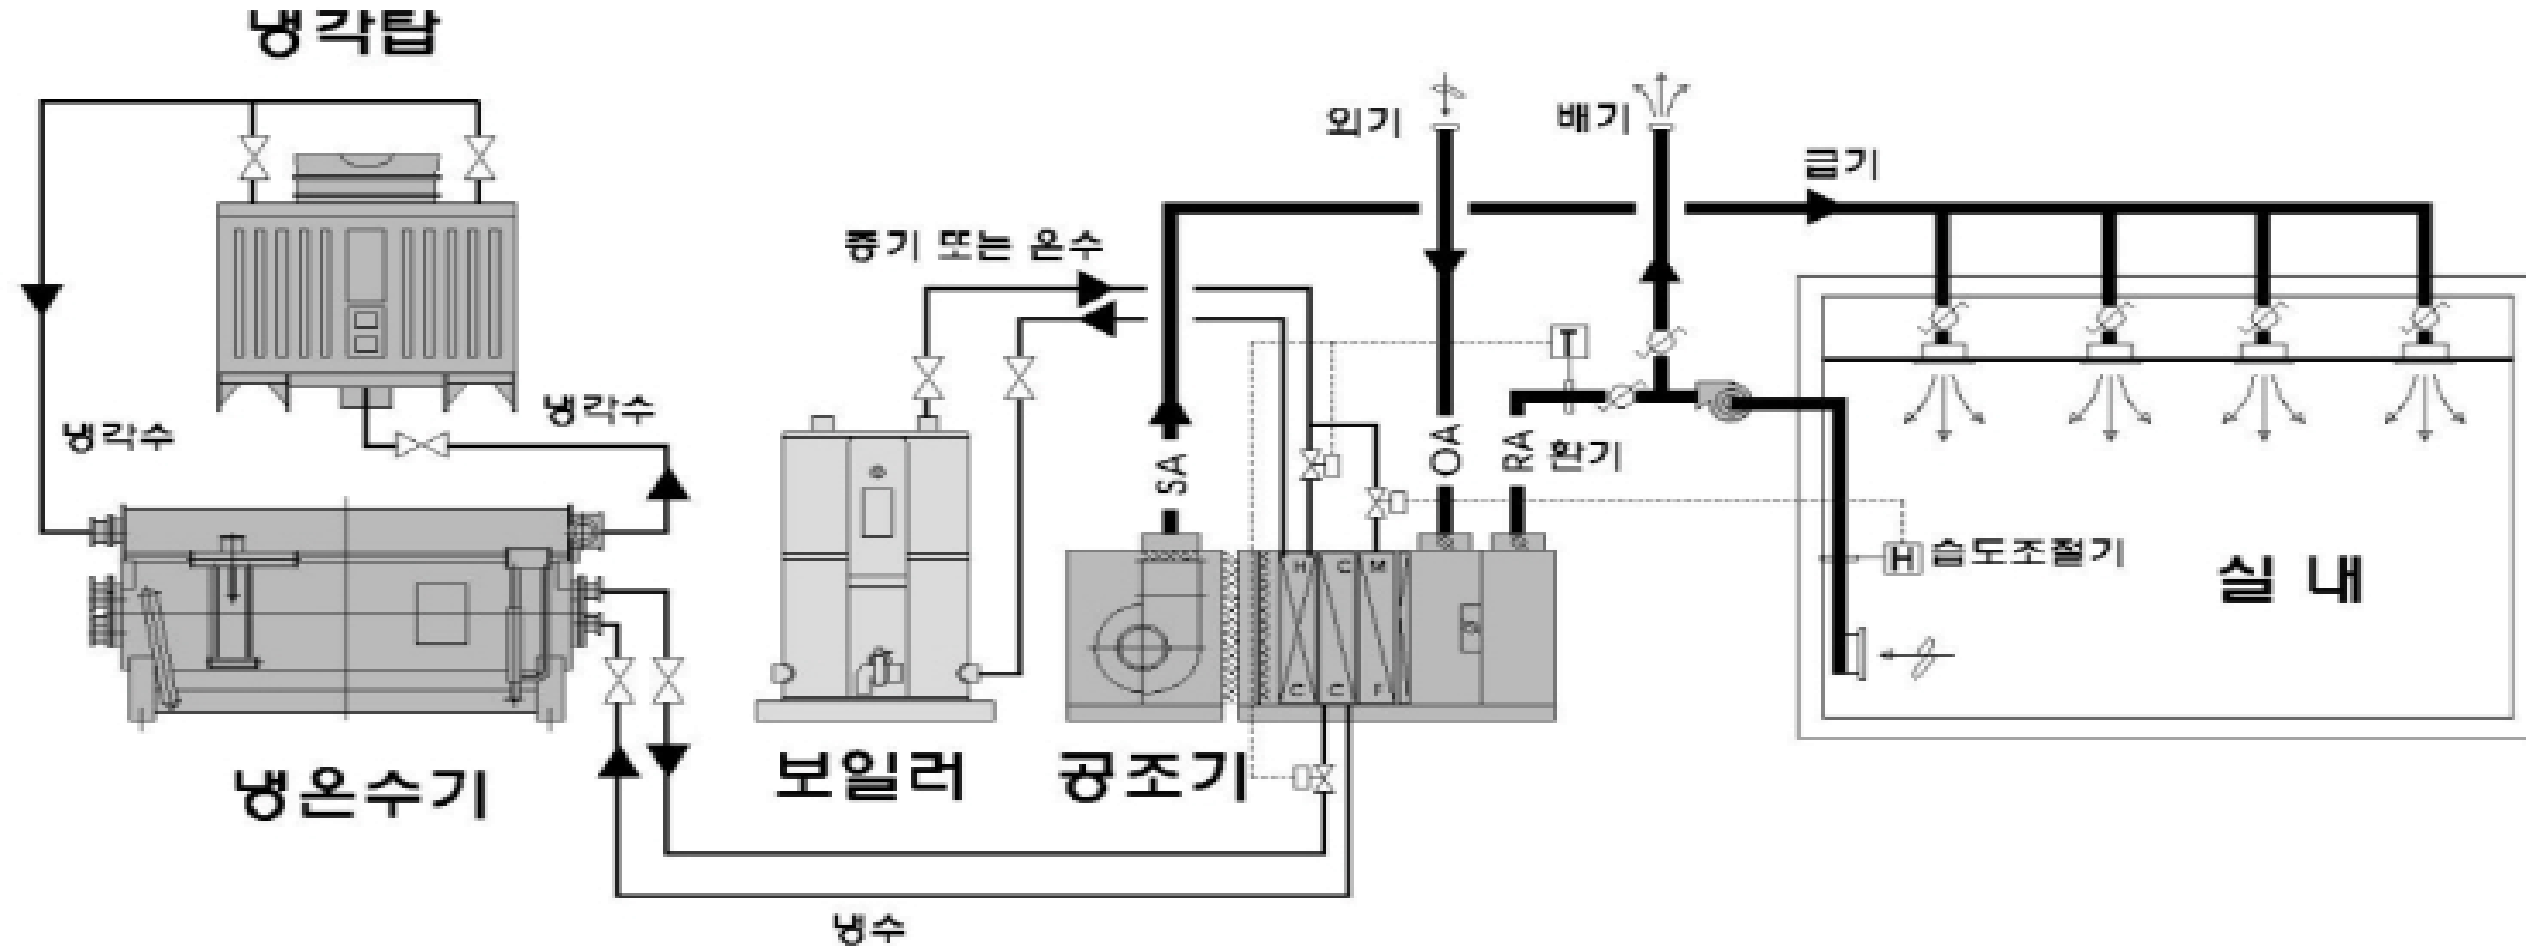 냉각탑
외기
배기
급기
증기 또는 온수
T
냉각수
냉각수
SA
OA
RA 환기
H
C
M
H 습도조절기
실 내
C
C
F
보일러
공조기
냉온수기
냉수